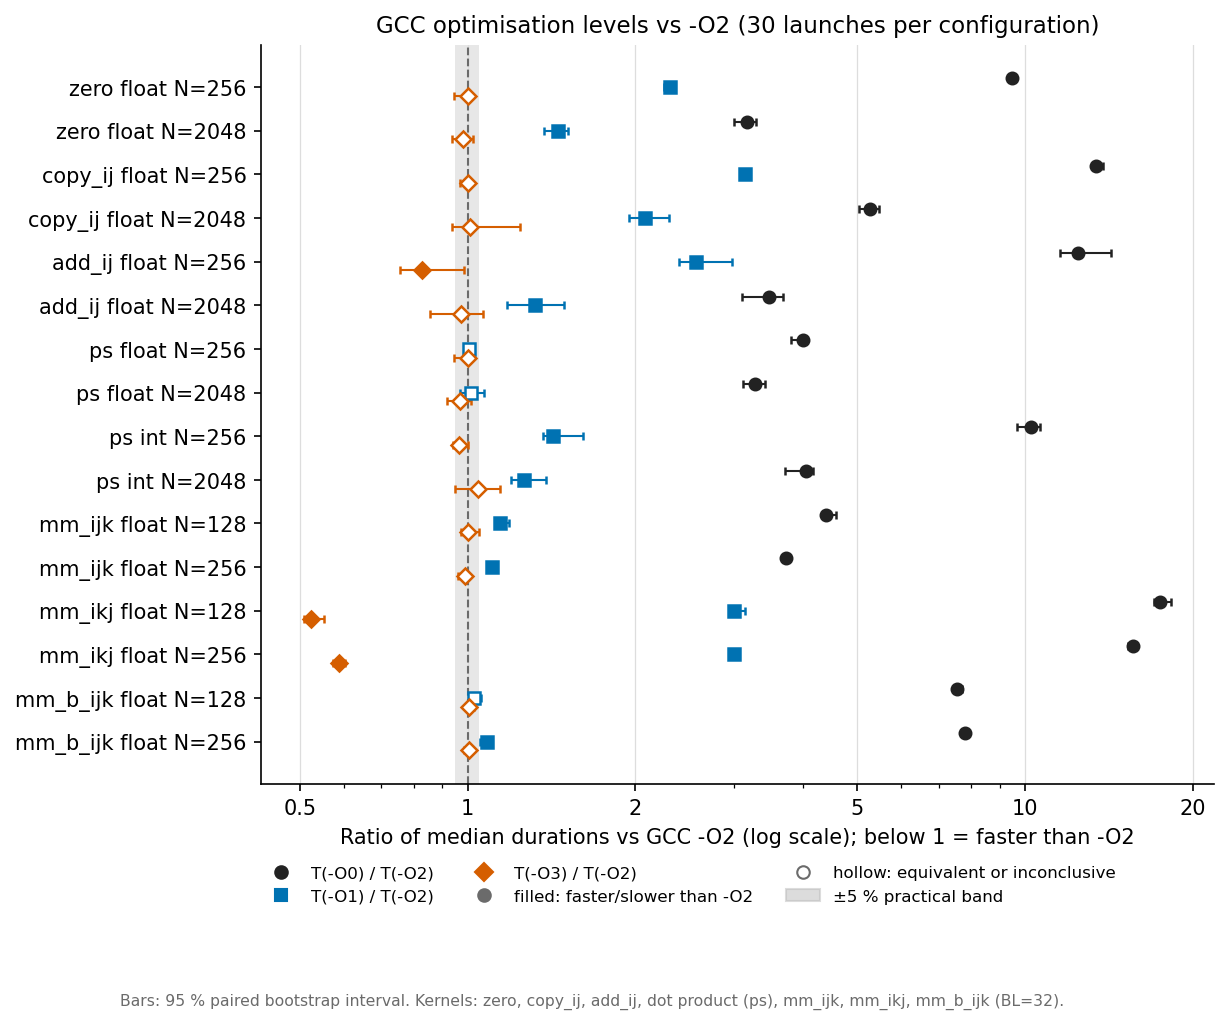 GCC optimisation levels vs -O2 (30 launches per configuration)
zero float N=256
zero float N=2048
copy_ij float N=256
copy_ij float N=2048
add_ij float N=256
add_ij float N=2048
ps float N=256
ps float N=2048
ps int N=256
ps int N=2048
mm_ijk float N=128
mm_ijk float N=256
mm_ikj float N=128
mm_ikj float N=256
mm_b_ijk float N=128
mm_b_ijk float N=256
0.5 1 2 5 10 20
Ratio of median durations vs GCC -O2 (log scale); below 1 = faster than -O2
T(-O0) / T(-O2)
T(-O1) / T(-O2)
T(-O3) / T(-O2)
filled: faster/slower than -O2
hollow: equivalent or inconclusive
±5 % practical band
Bars: 95 % paired bootstrap interval. Kernels: zero, copy_ij, add_ij, dot product (ps), mm_ijk, mm_ikj, mm_b_ijk (BL=32).